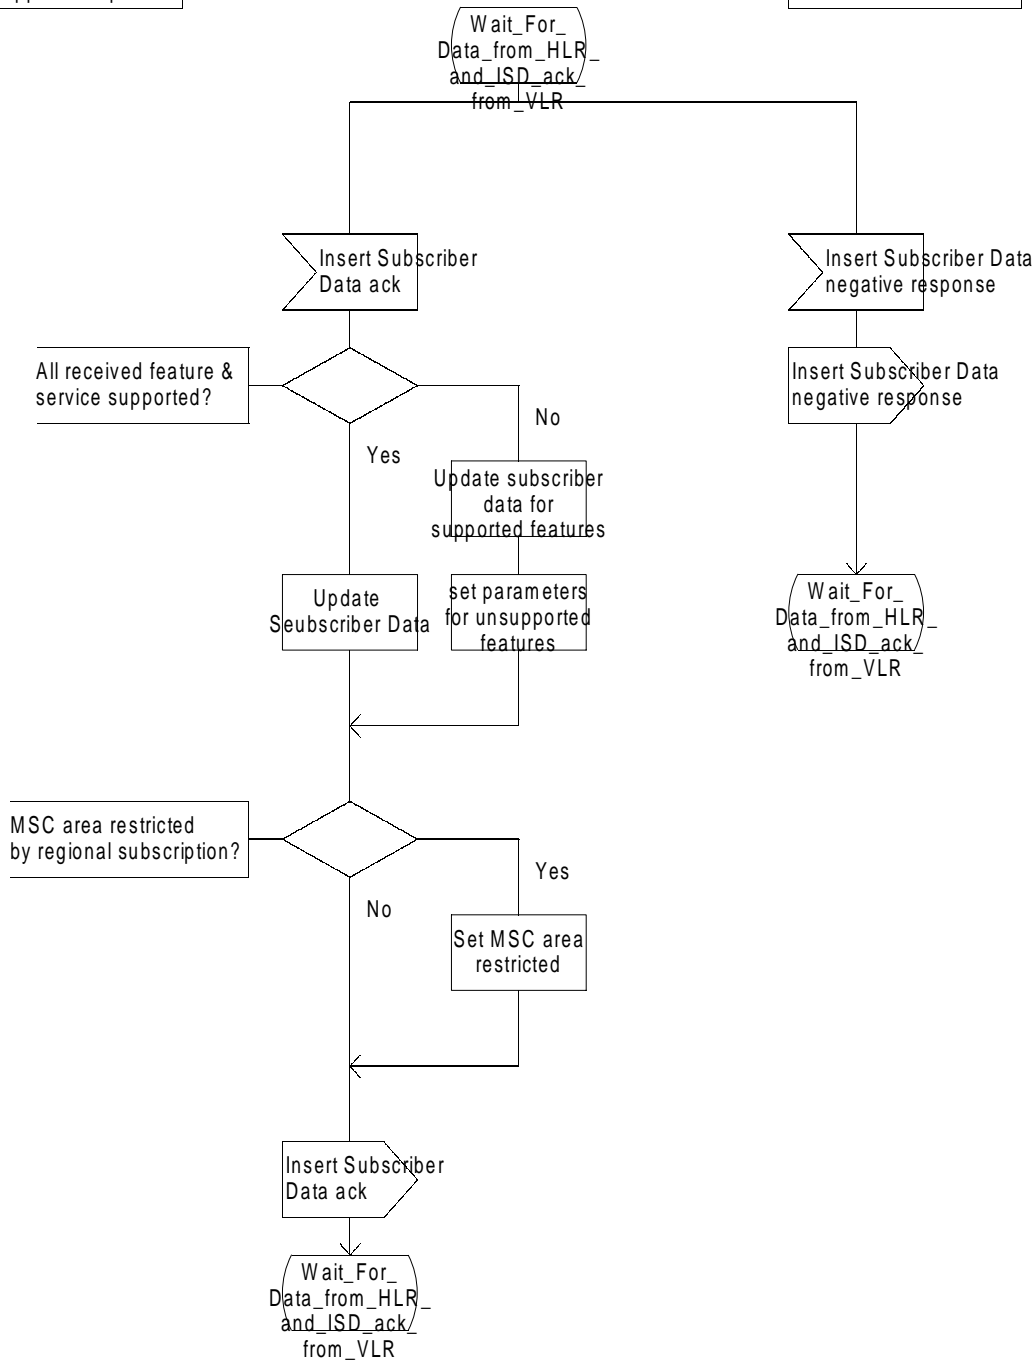 Wait_For_
Data_from_HLR_
and_ISD_ack_
from_VLR
Insert Subscriber
Data ack
Insert Subscriber Data
negative response
All received feature &
service supported?
Insert Subscriber Data
negative response
No
Yes
Update subscriber
data for
supported features
Update
Seubscriber Data
set parameters
for unsupported
features
Wait_For_
Data_from_HLR_
and_ISD_ack_
from_VLR
MSC area restricted
by regional subscription?
Yes
No
Set MSC area
restricted
Insert Subscriber
Data ack
Wait_For_
Data_from_HLR_
and_ISD_ack_
from_VLR